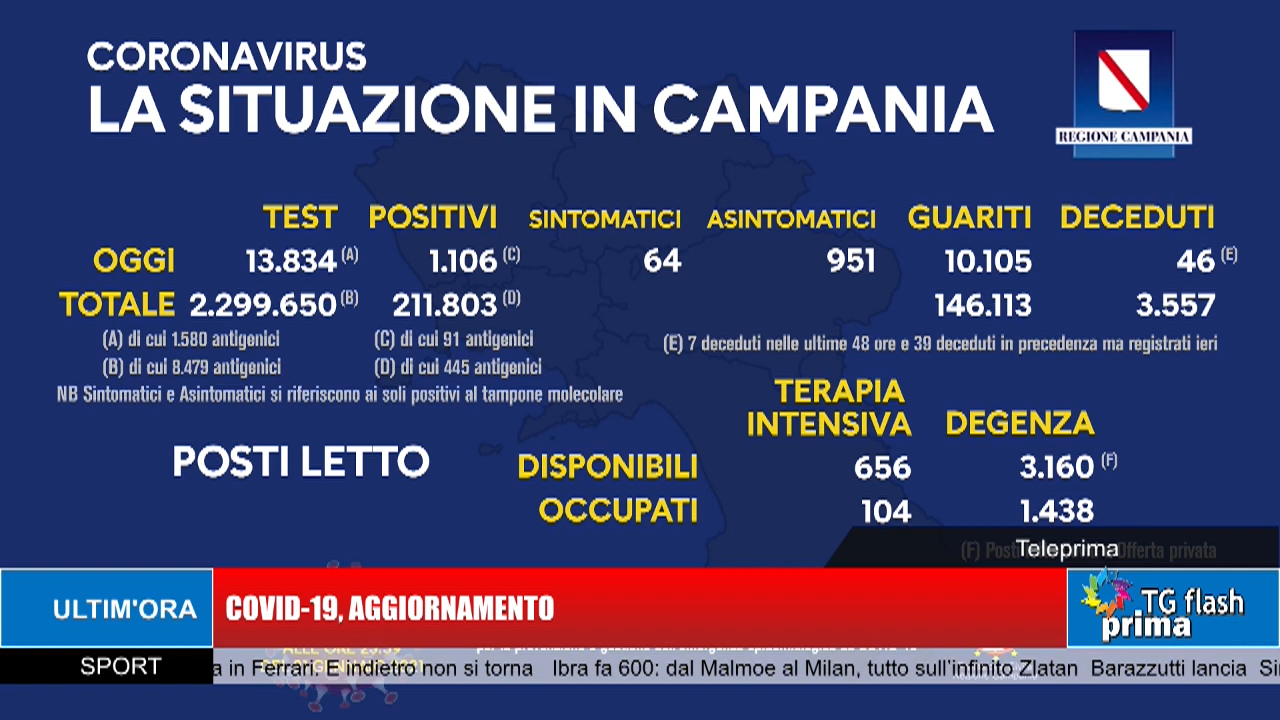 CORONAVIRUS
LA SITUAZIONE IN CAMPANIA
REGIONE CAMPANIA
TEST POSITIVI SINTOMATICI ASINTOMATICI GUARITI DECEDUTI
OGGI 13.834 (A) 1.106 (C) 64 951 10.105 46 (E)
TOTALE 2.299.650 (B) 211.803 (D) 146.113 3.557
(A) di cui 1.580 antigenici (C) di cui 91 antigenici (E) 7 deceduti nelle ultime 48 ore e 39 deceduti in precedenza ma registrati ieri
(B) di cui 8.479 antigenici (D) di cui 445 antigenici
NB Sintomatici e Asintomatici si riferiscono ai soli positivi al tampone molecolare
TERAPIA
INTENSIVA DEGENZA
POSTI LETTO
DISPONIBILI 656 3.160 (F)
OCCUPATI 104 1.438
(F) Offerta privata
Teleprima
ULTIM'ORA COVID-19, AGGIORNAMENTO TG flash
prima
SPORT a in Ferrari. E indietro non si torna Ibra fa 600: dal Malmoe al Milan, tutto sull'infinito Zlatan Barazzutti lancia